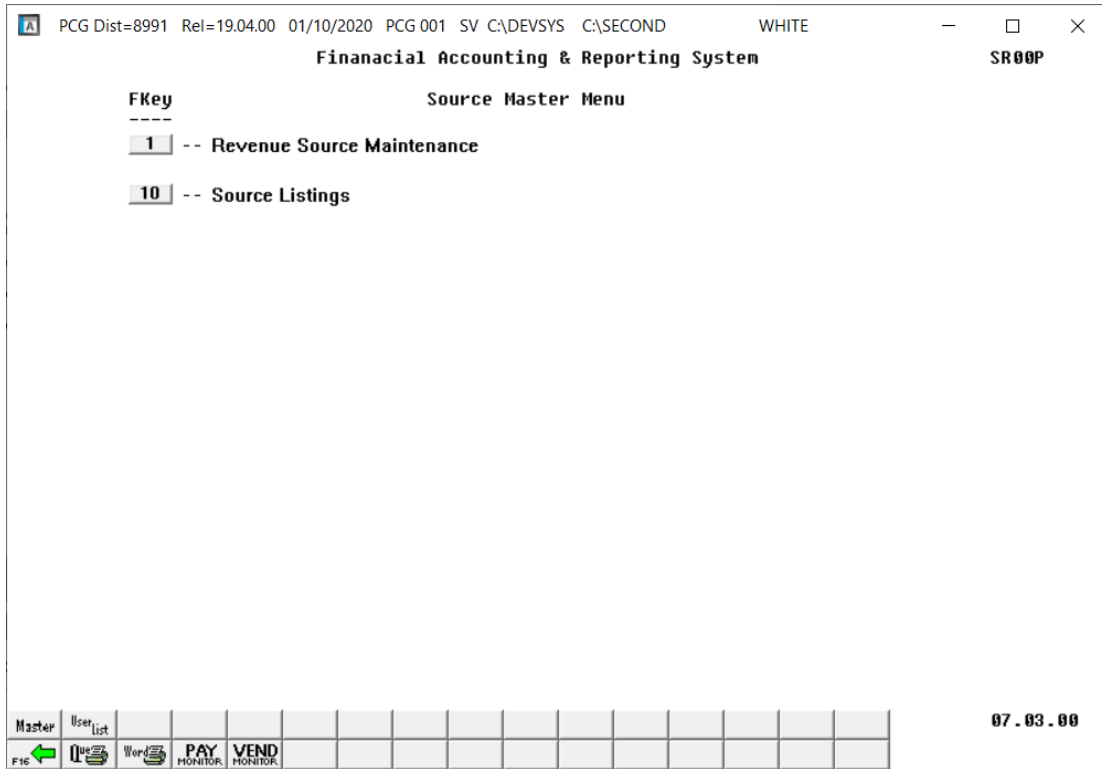 A PCG Dist=8991 Rel=19.04.00 01/10/2020 PCG 001 SV C:\DEVSYS C:\SECOND WHITE
Finanacial Accounting & Reporting System SR00P
FKey Source Master Menu
----
1 -- Revenue Source Maintenance
10 -- Source Listings
Master User List 07.03.00
F16 Que Word PAY MONITOR VEND MONITOR